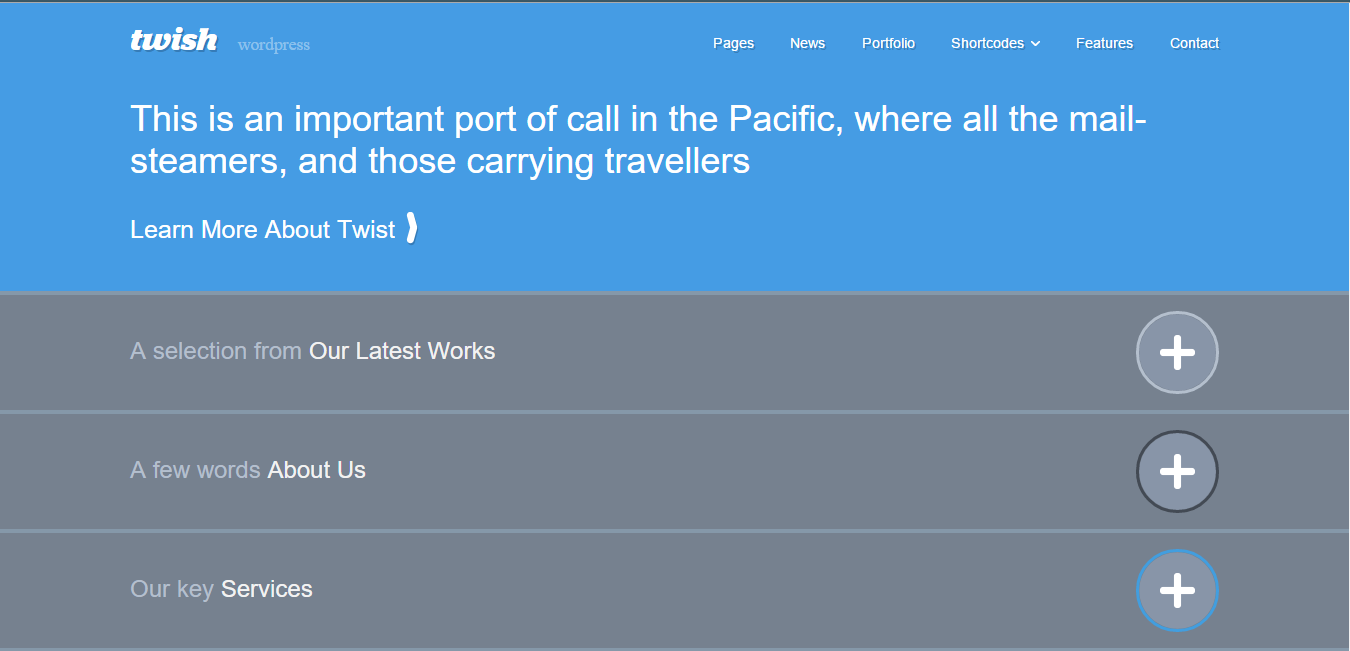 twish wordpress Pages News Portfolio Shortcodes Features Contact
This is an important port of call in the Pacific, where all the mail-
steamers, and those carrying travellers
Learn More About Twist
A selection from Our Latest Works
A few words About Us
Our key Services